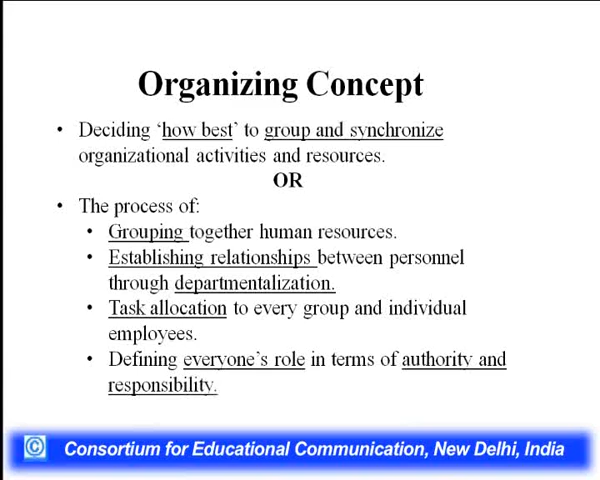 Organizing Concept
• Deciding ‘how best’ to group and synchronize
organizational activities and resources.
OR
• The process of:
• Grouping together human resources.
• Establishing relationships between personnel
through departmentalization.
• Task allocation to every group and individual
employees.
• Defining everyone’s role in terms of authority and
responsibility.
© Consortium for Educational Communication, New Delhi, India